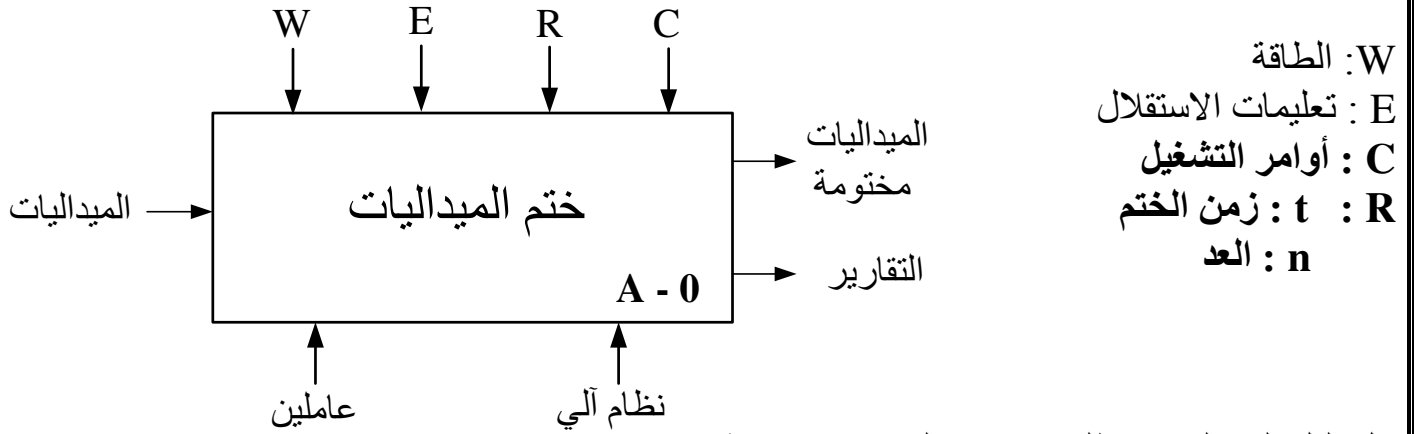 W E R C
W: الطاقة
E : تعليمات الاستقلال
C : أوامر التشغيل
R : t : زمن الختم
n : العد
الميداليات
مختومة
ختم الميداليات
الميداليات
التقارير
A - 0
عاملين
نظام آلي